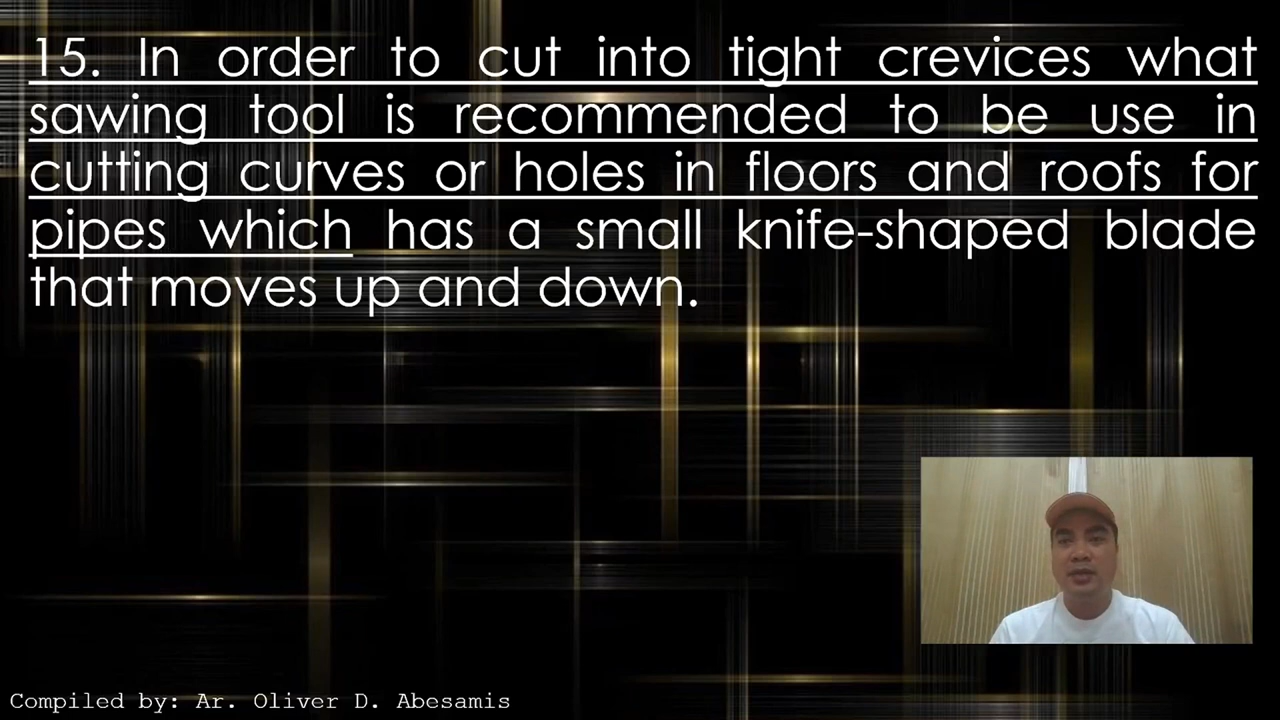 15. In order to cut into tight crevices what
sawing tool is recommended to be use in
cutting curves or holes in floors and roofs for
pipes which has a small knife-shaped blade
that moves up and down.
Compiled by: Ar. Oliver D. Abesamis